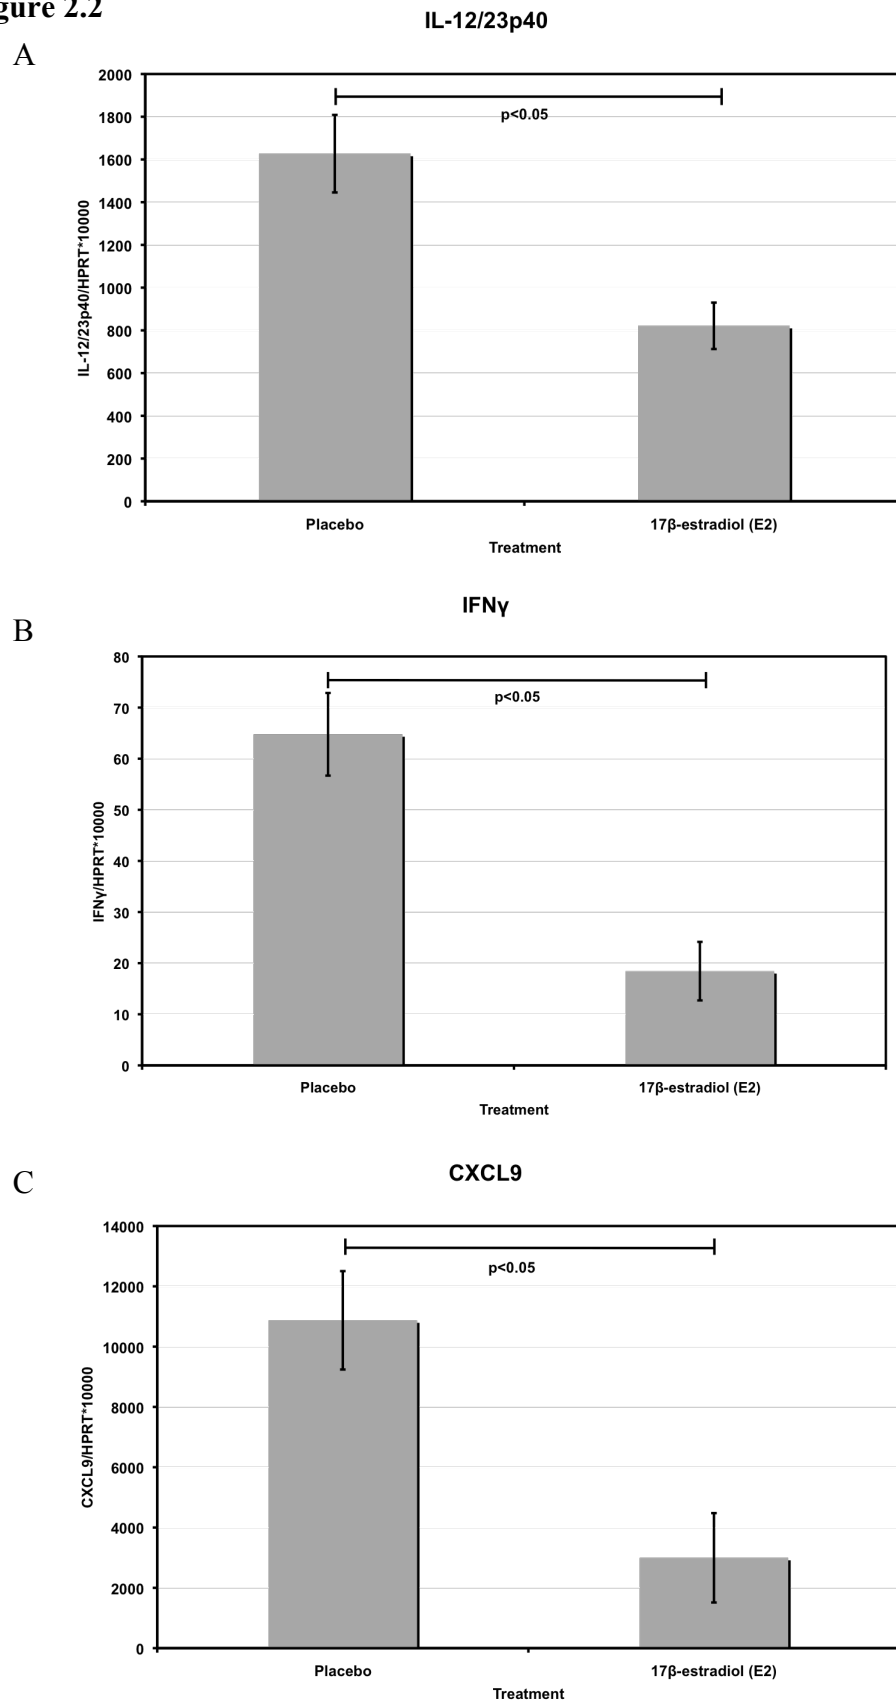 gure 2.2
IL-12/23p40
A
2000
1800
1600
1400
1200
1000
800
600
400
200
0
IL-12/23p40/HPRT*10000
p<0.05
Placebo
17β-estradiol (E2)
Treatment
IFNγ
B
80
70
60
50
40
30
20
10
0
IFNγ/HPRT*10000
p<0.05
Placebo
17β-estradiol (E2)
Treatment
CXCL9
C
14000
12000
10000
8000
6000
4000
2000
0
CXCL9/HPRT*10000
p<0.05
Placebo
17β-estradiol (E2)
Treatment